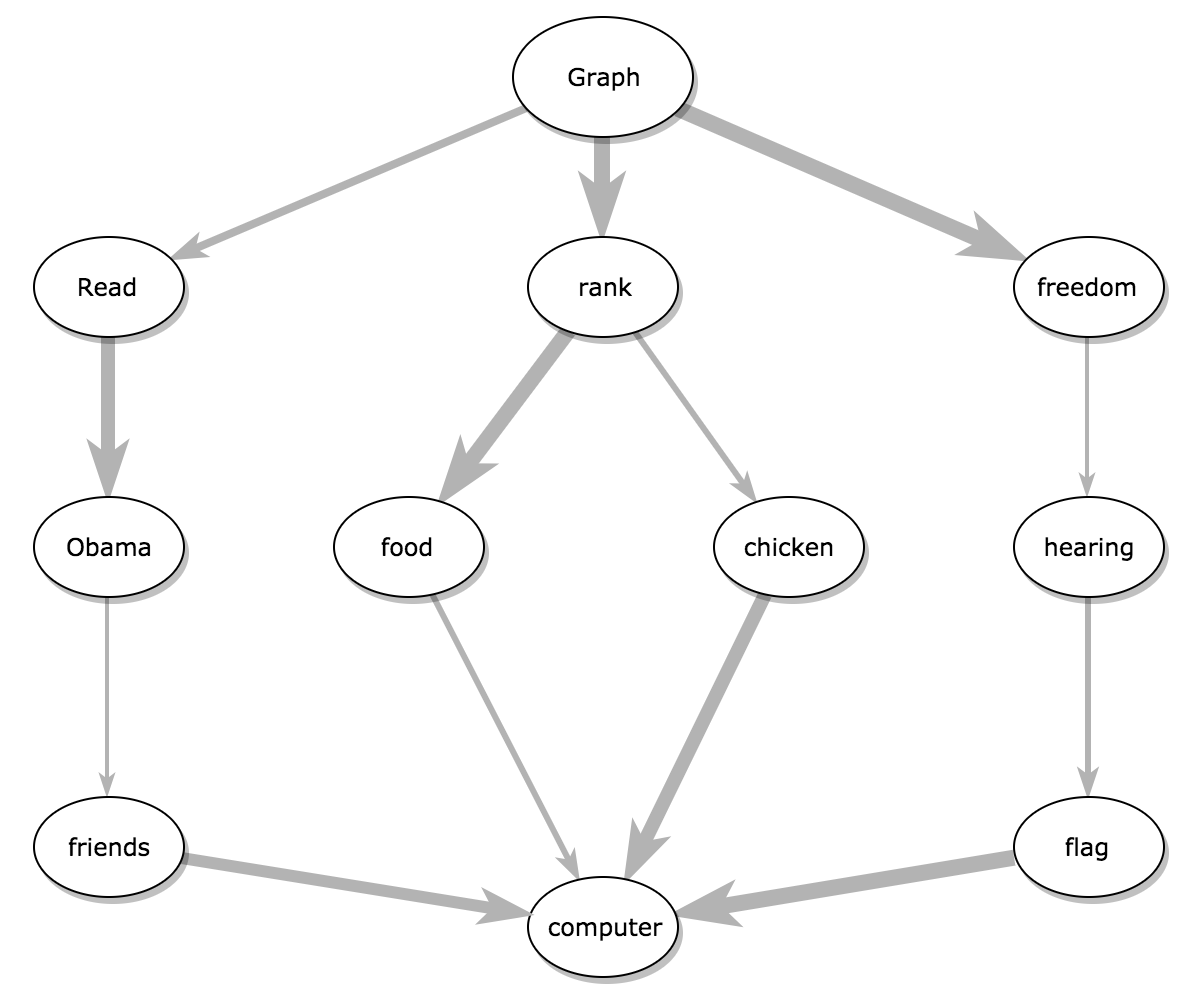 Graph
Read
rank
freedom
Obama
food
chicken
hearing
friends
flag
computer